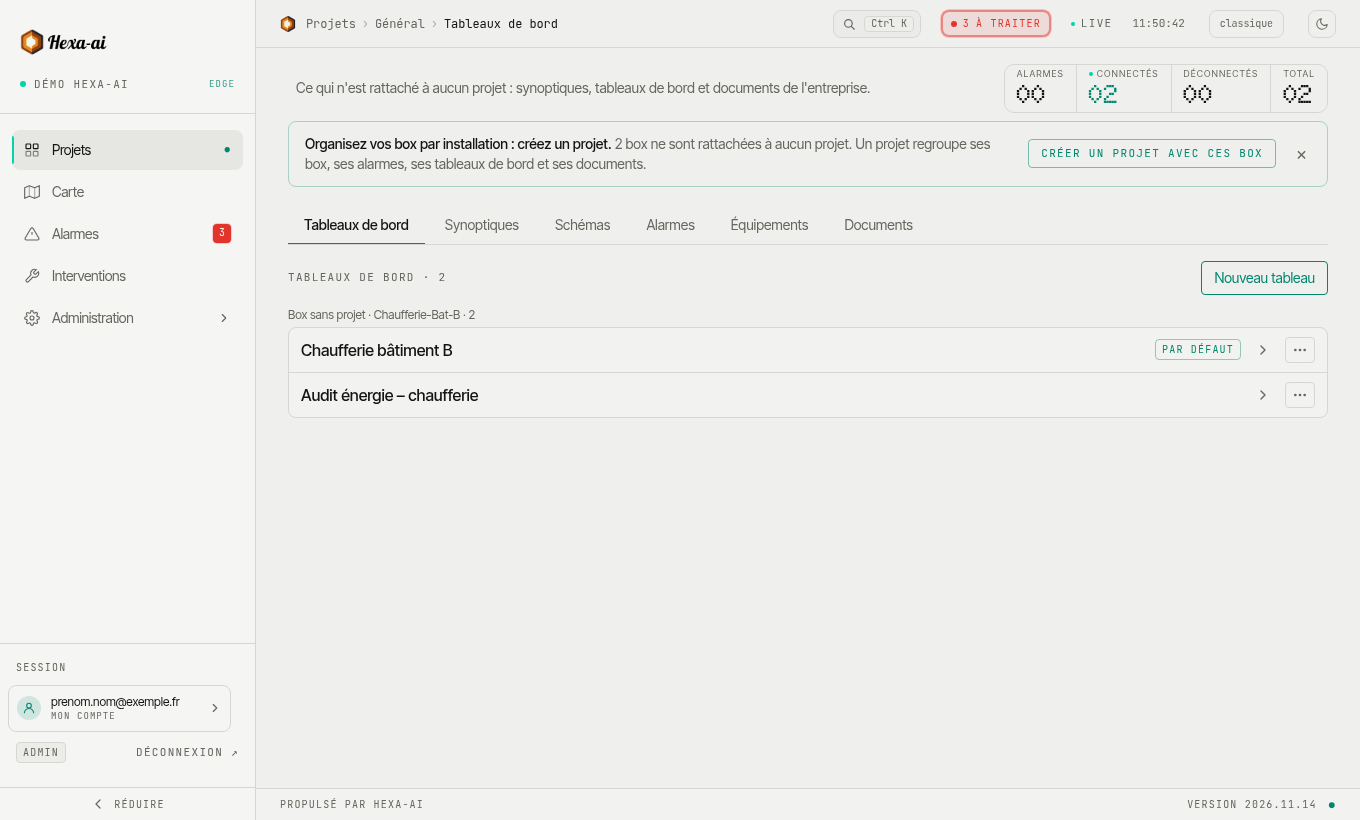 Hexa-ai
DÉMO HEXA-AI
EDGE
Projets
Carte
Alarmes
3
Interventions
Administration
SESSION
prenom.nom@exemple.fr
MON COMPTE
ADMIN
DÉCONNEXION ↗
RÉDUIRE
Projets › Général › Tableaux de bord
Ctrl K
3 À TRAITER
LIVE
11:50:42
classique
Ce qui n'est rattaché à aucun projet : synoptiques, tableaux de bord et documents de l'entreprise.
ALARMES
00
CONNECTÉS
02
DÉCONNECTÉS
00
TOTAL
02
Organisez vos box par installation : créez un projet. 2 box ne sont rattachées à aucun projet. Un projet regroupe ses
box, ses alarmes, ses tableaux de bord et ses documents.
CRÉER UN PROJET AVEC CES BOX
Tableaux de bord
Synoptiques
Schémas
Alarmes
Équipements
Documents
TABLEAUX DE BORD · 2
Nouveau tableau
Box sans projet · Chaufferie-Bat-B · 2
Chaufferie bâtiment B
PAR DÉFAUT
Audit énergie – chaufferie
PROPULSÉ PAR HEXA-AI
VERSION 2026.11.14